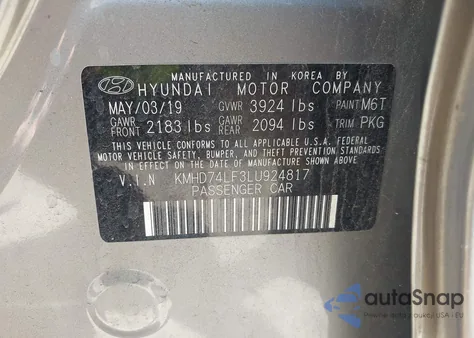 MANUFACTURED IN KOREA BY
HYUNDAI MOTOR COMPANY
MAY/03/19 GVWR 3924 lbs PAINT M6T
GAWR FRONT 2183 lbs GAWR REAR 2094 lbs TRIM PKG
THIS VEHICLE CONFORMS TO ALL APPLICABLE U.S.A. FEDERAL
MOTOR VEHICLE SAFETY, BUMPER, AND THEFT PREVENTION STANDARDS
IN EFFECT ON THE DATE OF MANUFACTURE SHOWN ABOVE.
V.I.N KMHD74LF3LU924817
PASSENGER CAR
autoSnap